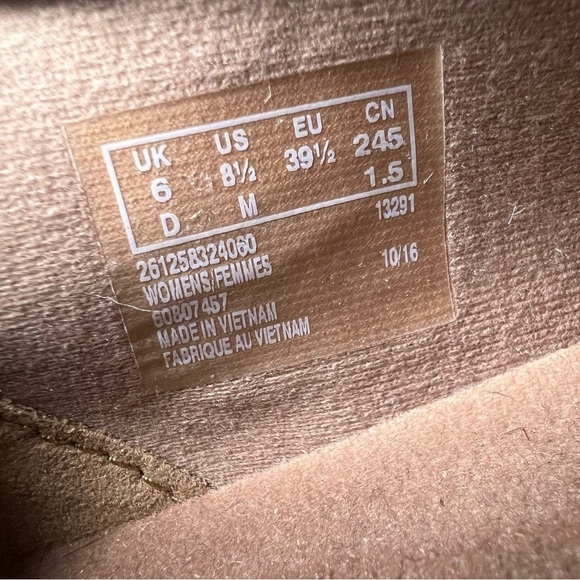 UK US EU CN
6 8½ 39½ 245
D M 1.5
261258324060 13291
WOMENS/FEMMES 10/16
60807457
MADE IN VIETNAM
FABRIQUE AU VIETNAM